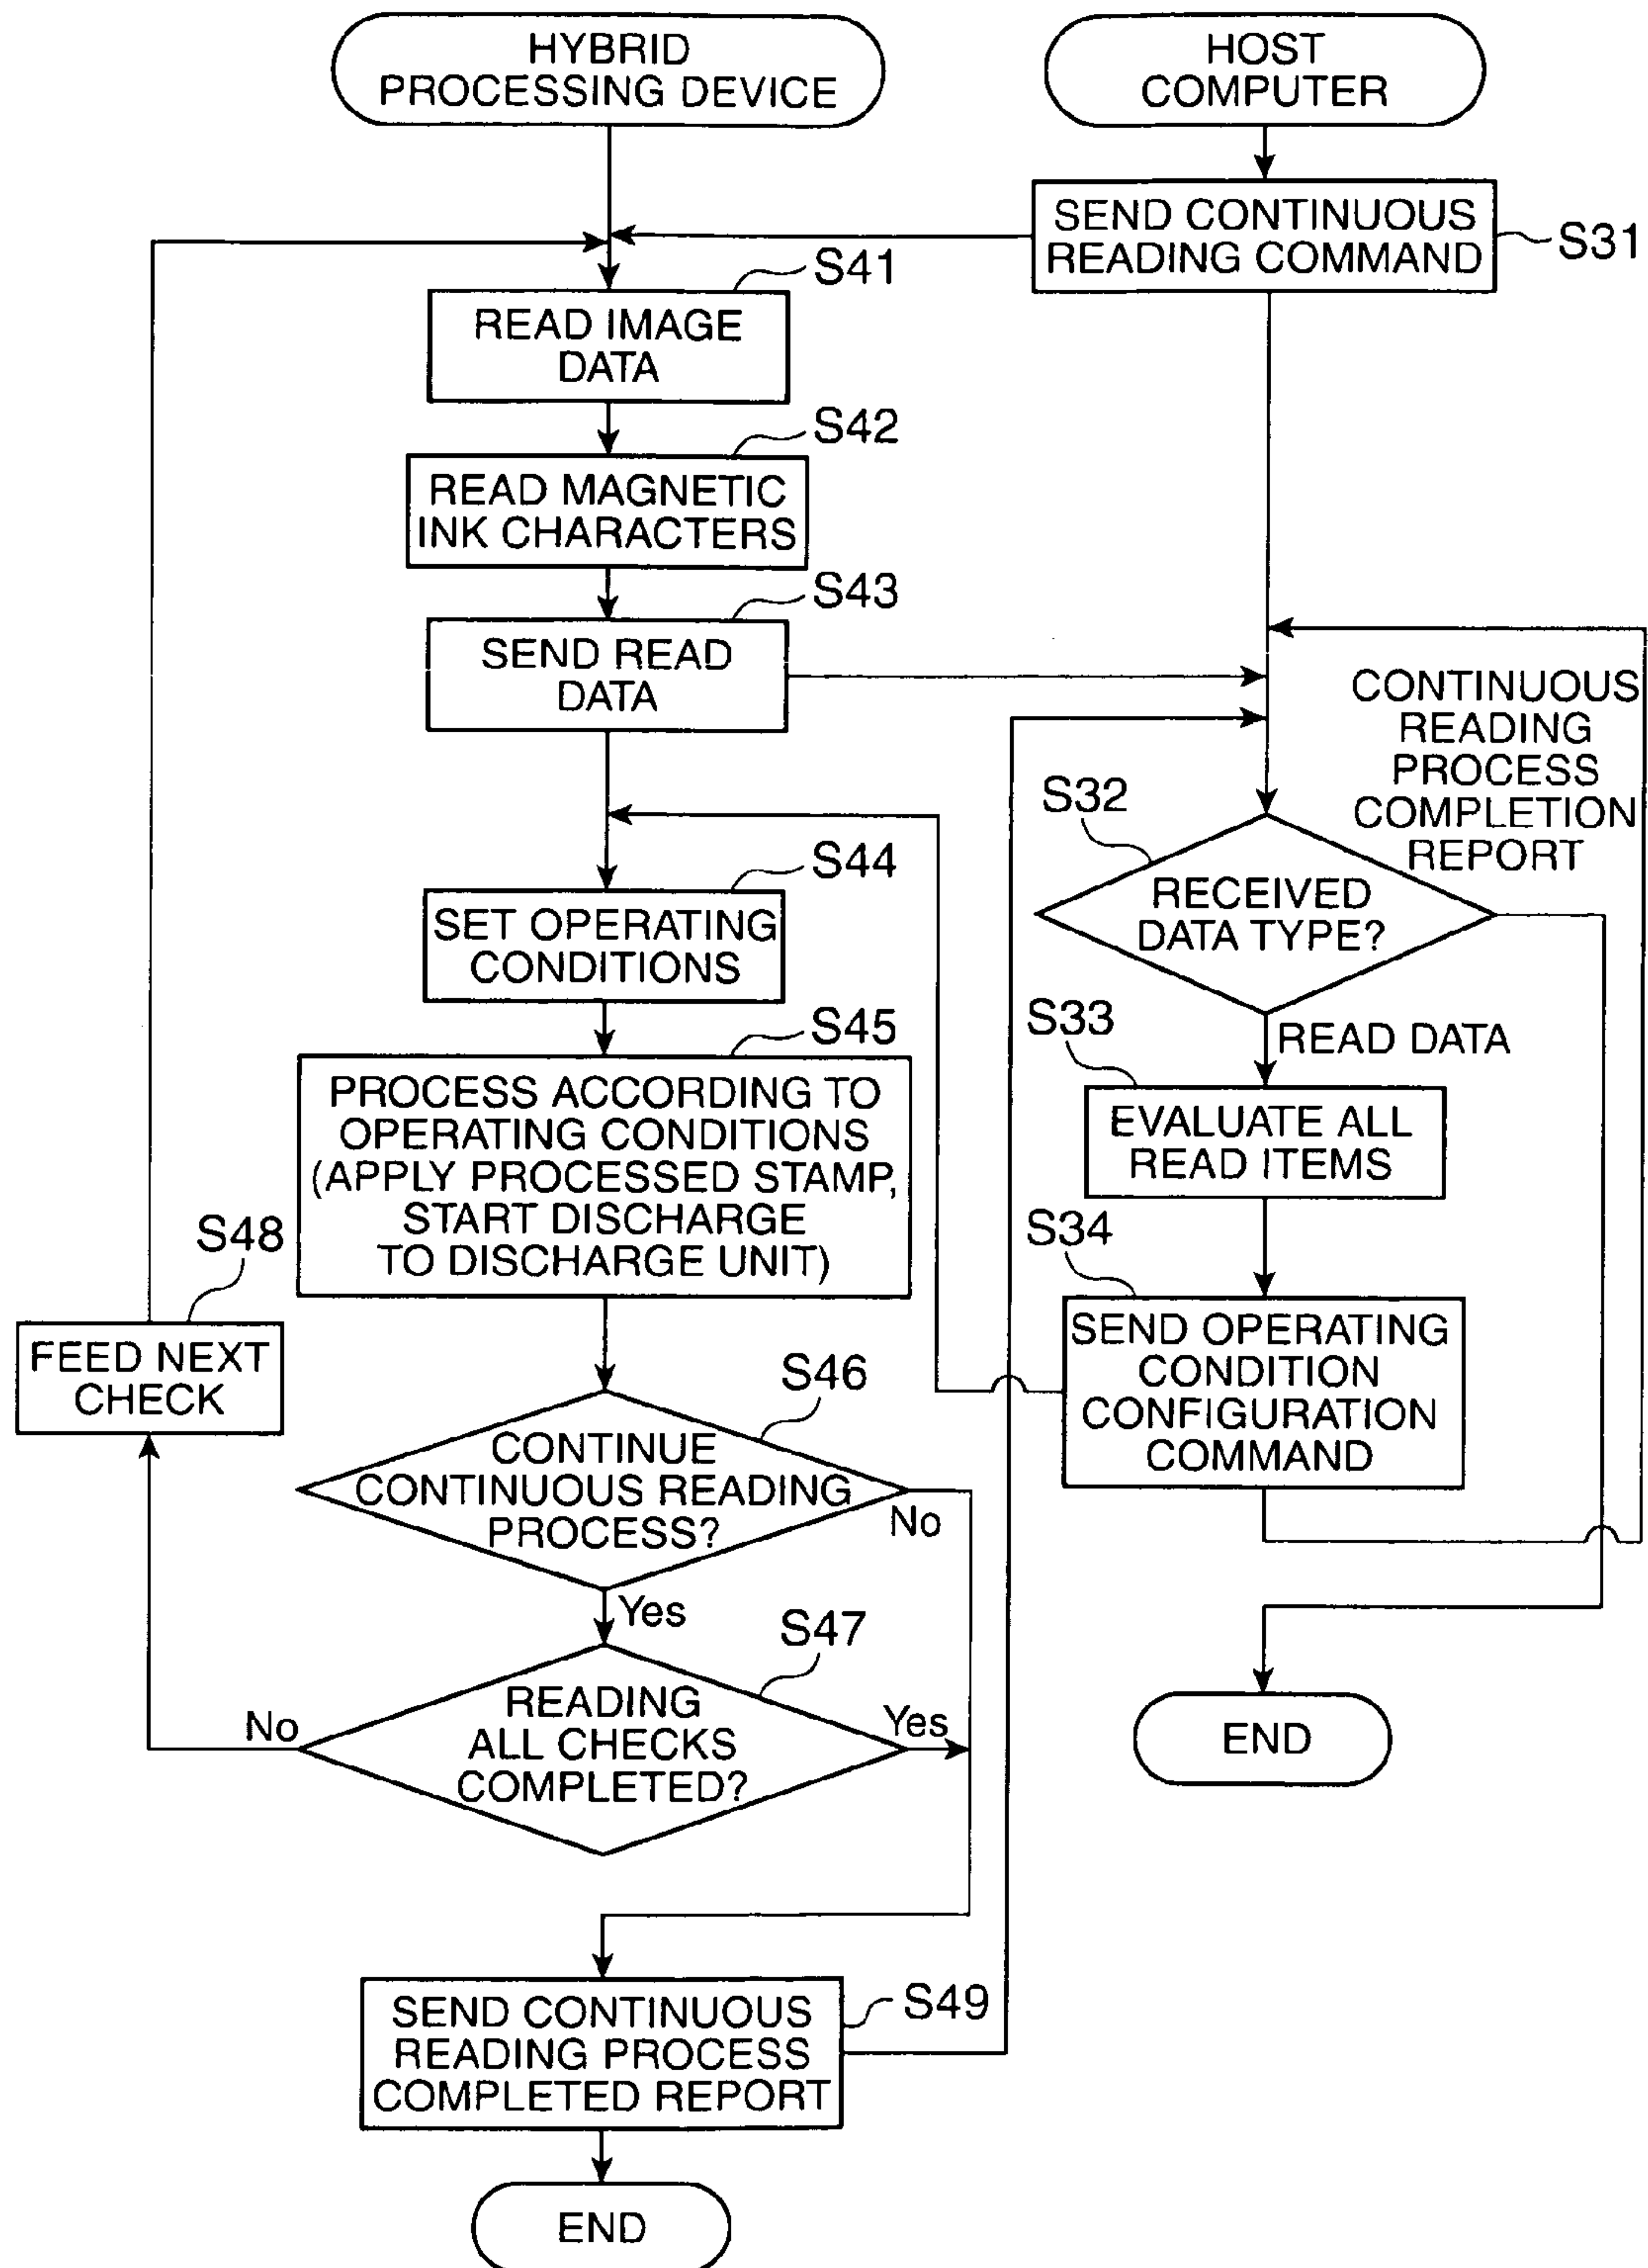 HYBRID
PROCESSING DEVICE
HOST
COMPUTER
SEND CONTINUOUS
READING COMMAND
S31
S41
READ IMAGE
DATA
S42
READ MAGNETIC
INK CHARACTERS
S43
SEND READ
DATA
CONTINUOUS
READING
PROCESS
COMPLETION
REPORT
S32
RECEIVED
DATA TYPE?
S44
SET OPERATING
CONDITIONS
S33
READ DATA
EVALUATE ALL
READ ITEMS
S45
PROCESS ACCORDING TO
OPERATING CONDITIONS
(APPLY PROCESSED STAMP,
START DISCHARGE
TO DISCHARGE UNIT)
S34
SEND OPERATING
CONDITION
CONFIGURATION
COMMAND
S48
FEED NEXT
CHECK
S46
CONTINUE
CONTINUOUS READING
PROCESS?
No
Yes
S47
READING
ALL CHECKS
COMPLETED?
No
Yes
END
S49
SEND CONTINUOUS
READING PROCESS
COMPLETED REPORT
END